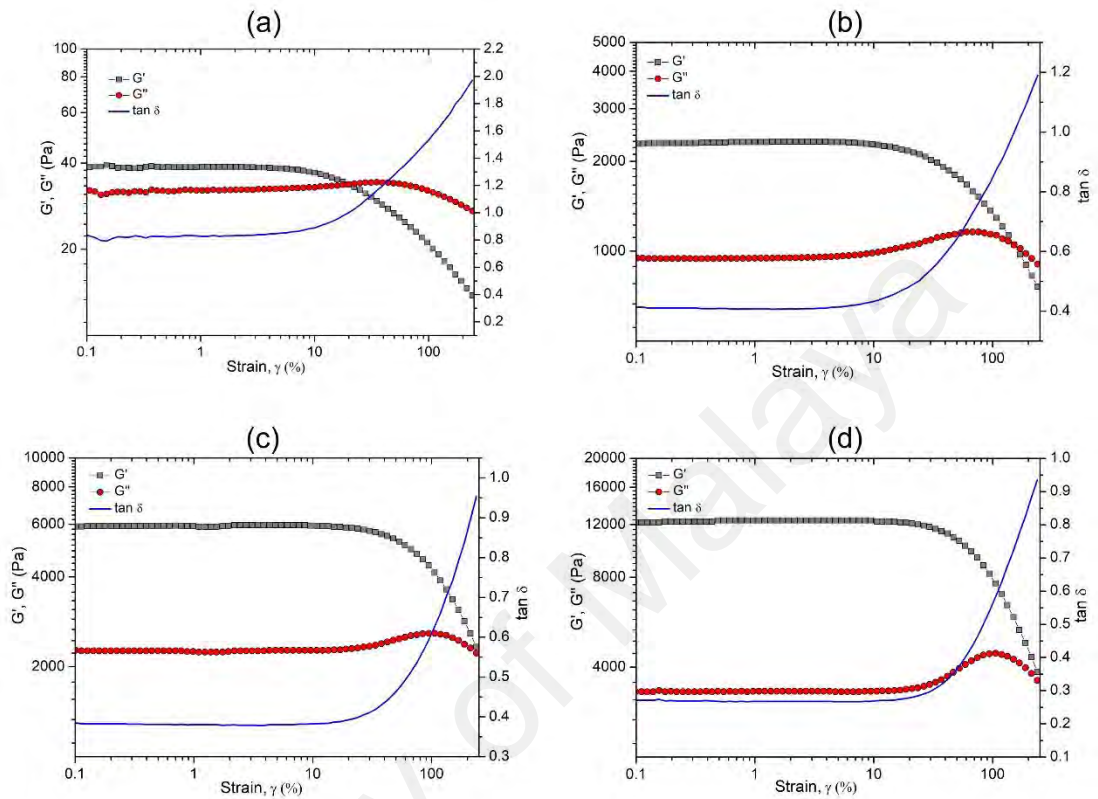 (a)
100
80
60
40
20
G', G" (Pa)
G'
G"
tan δ
2.2
2.0
1.8
1.6
1.4
1.2
1.0
0.8
0.6
0.4
0.2
0.1 1 10 100
Strain, γ (%)
(b)
5000
4000
3000
2000
1000
G', G" (Pa)
G'
G"
tan δ
1.2
1.0
0.8
0.6
0.4
tan δ
0.1 1 10 100
Strain, γ (%)
(c)
10000
8000
6000
4000
2000
G', G" (Pa)
G'
G"
tan δ
1.0
0.9
0.8
0.7
0.6
0.5
0.4
0.3
tan δ
0.1 1 10 100
Strain, γ (%)
(d)
20000
16000
12000
8000
4000
G', G" (Pa)
G'
G"
tan δ
1.0
0.9
0.8
0.7
0.6
0.5
0.4
0.3
0.2
0.1
tan δ
0.1 1 10 100
Strain, γ (%)
y of Malaya